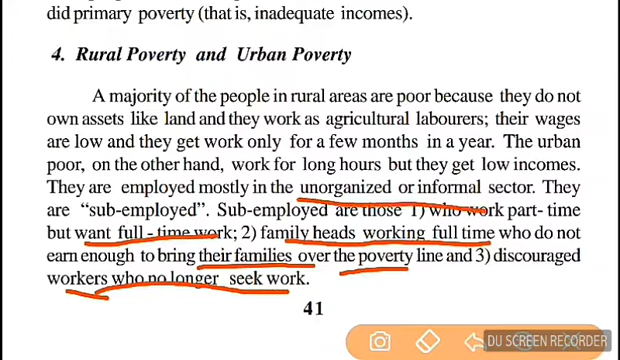 did primary poverty (that is, inadequate incomes).
4. Rural Poverty and Urban Poverty
A majority of the people in rural areas are poor because they do not
own assets like land and they work as agricultural labourers; their wages
are low and they get work only for a few months in a year. The urban
poor, on the other hand, work for long hours but they get low incomes.
They are employed mostly in the unorganized or informal sector. They
are “sub-employed”. Sub-employed are those 1) who work part- time
but want full - time work; 2) family heads working full time who do not
earn enough to bring their families over the poverty line and 3) discouraged
workers who no longer seek work.
41
DU SCREEN RECORDER